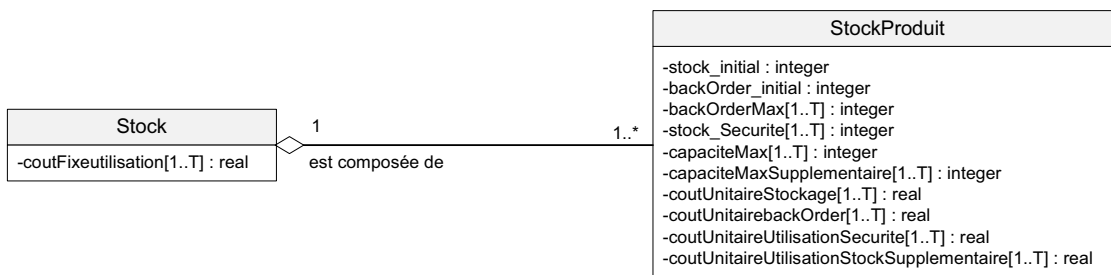 Stock
-coutFixeutilisation[1..T] : real
1
1..*
est composée de
StockProduit
-stock_initial : integer
-backOrder_initial : integer
-backOrderMax[1..T] : integer
-stock_Securite[1..T] : integer
-capaciteMax[1..T] : integer
-capaciteMaxSupplementaire[1..T] : integer
-coutUnitaireStockage[1..T] : real
-coutUnitairebackOrder[1..T] : real
-coutUnitaireUtilisationSecurite[1..T] : real
-coutUnitaireUtilisationStockSupplementaire[1..T] : real